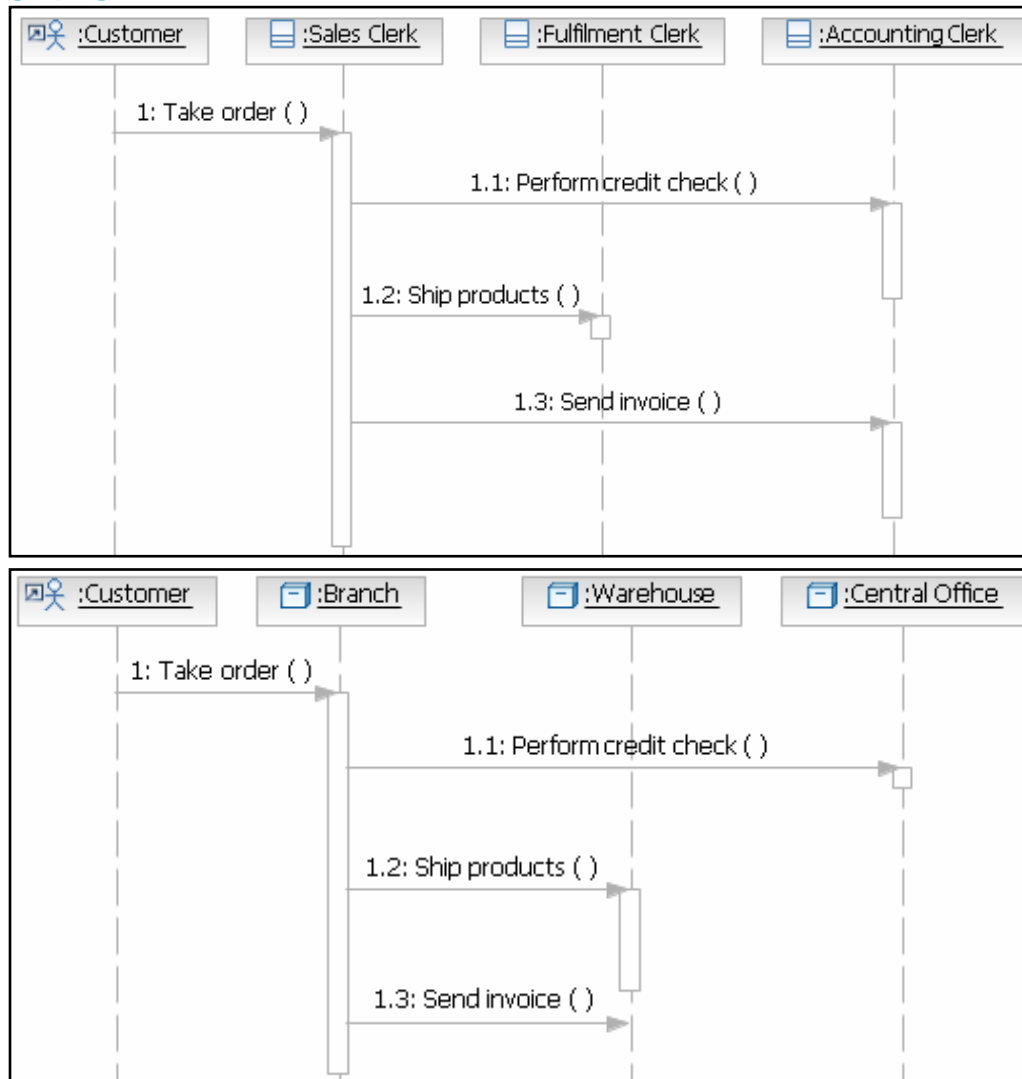 :Customer
:Sales Clerk
:Fulfilment Clerk
:Accounting Clerk
1: Take order ( )
1.1: Perform credit check ( )
1.2: Ship products ( )
1.3: Send invoice ( )
:Customer
:Branch
:Warehouse
:Central Office
1: Take order ( )
1.1: Perform credit check ( )
1.2: Ship products ( )
1.3: Send invoice ( )